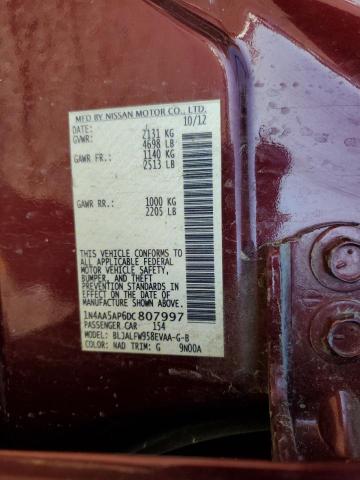 MFD BY NISSAN MOTOR CO., LTD.
DATE: 10/12
GVWR: 2131 KG
4698 LB
GAWR FR: 1140 KG
2513 LB
GAWR RR: 1000 KG
2205 LB
THIS VEHICLE CONFORMS TO
ALL APPLICABLE FEDERAL
MOTOR VEHICLE SAFETY,
BUMPER, AND THEFT
PREVENTION STANDARDS
IN EFFECT ON THE DATE OF
MANUFACTURE SHOWN ABOVE.
1N4AA5AP6DC807997
PASSENGER CAR 154
MODEL: BLJALFW958EVAA-G-B
COLOR: NAD TRIM: G 9N00A